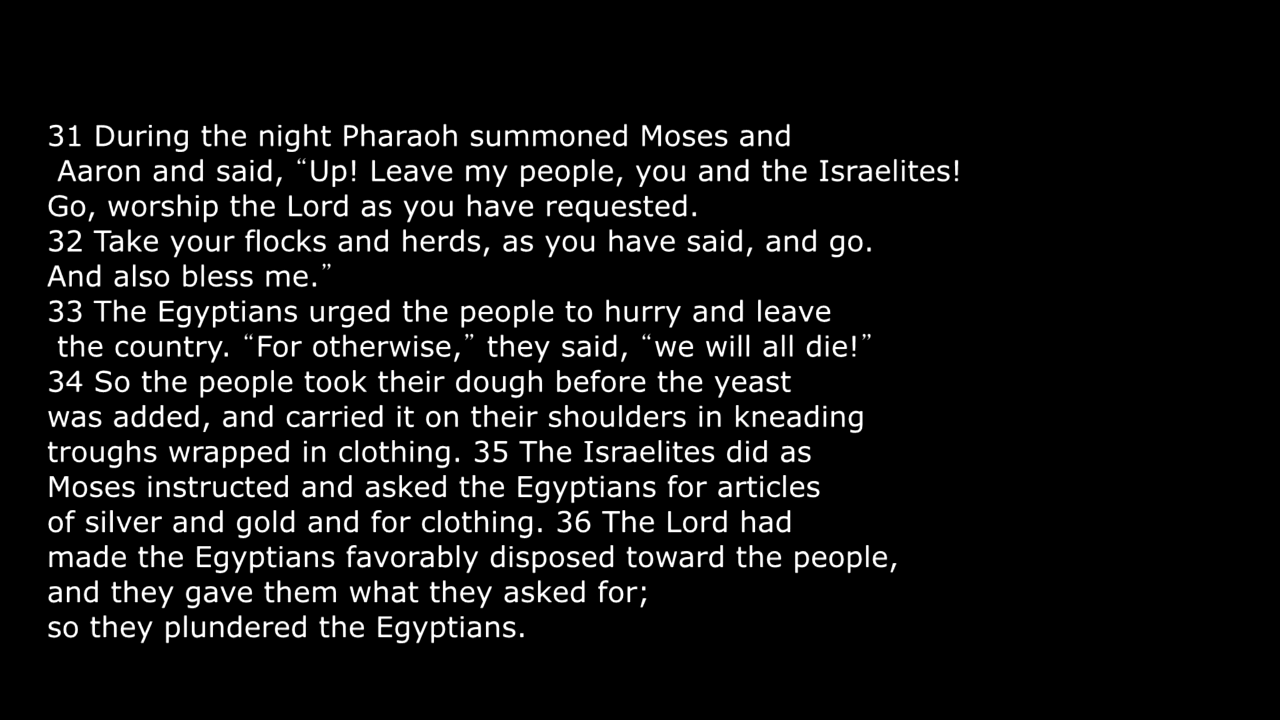 31 During the night Pharaoh summoned Moses and
Aaron and said, “Up! Leave my people, you and the Israelites!
Go, worship the Lord as you have requested.
32 Take your flocks and herds, as you have said, and go.
And also bless me.”
33 The Egyptians urged the people to hurry and leave
the country. “For otherwise,” they said, “we will all die!”
34 So the people took their dough before the yeast
was added, and carried it on their shoulders in kneading
troughs wrapped in clothing. 35 The Israelites did as
Moses instructed and asked the Egyptians for articles
of silver and gold and for clothing. 36 The Lord had
made the Egyptians favorably disposed toward the people,
and they gave them what they asked for;
so they plundered the Egyptians.